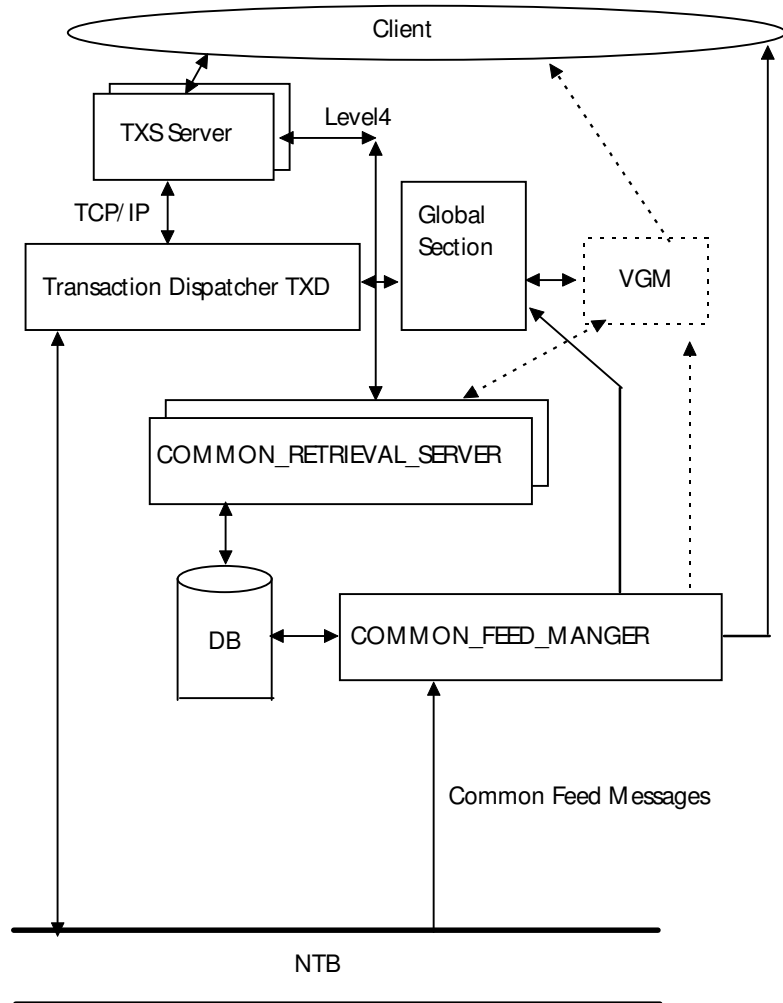 Client
TXS Server
Level4
TCP/IP
Global
Section
VGM
Transaction Dispatcher TXD
COMMON_RETRIEVAL_SERVER
DB
COMMON_FEED_MANGER
Common Feed Messages
NTB